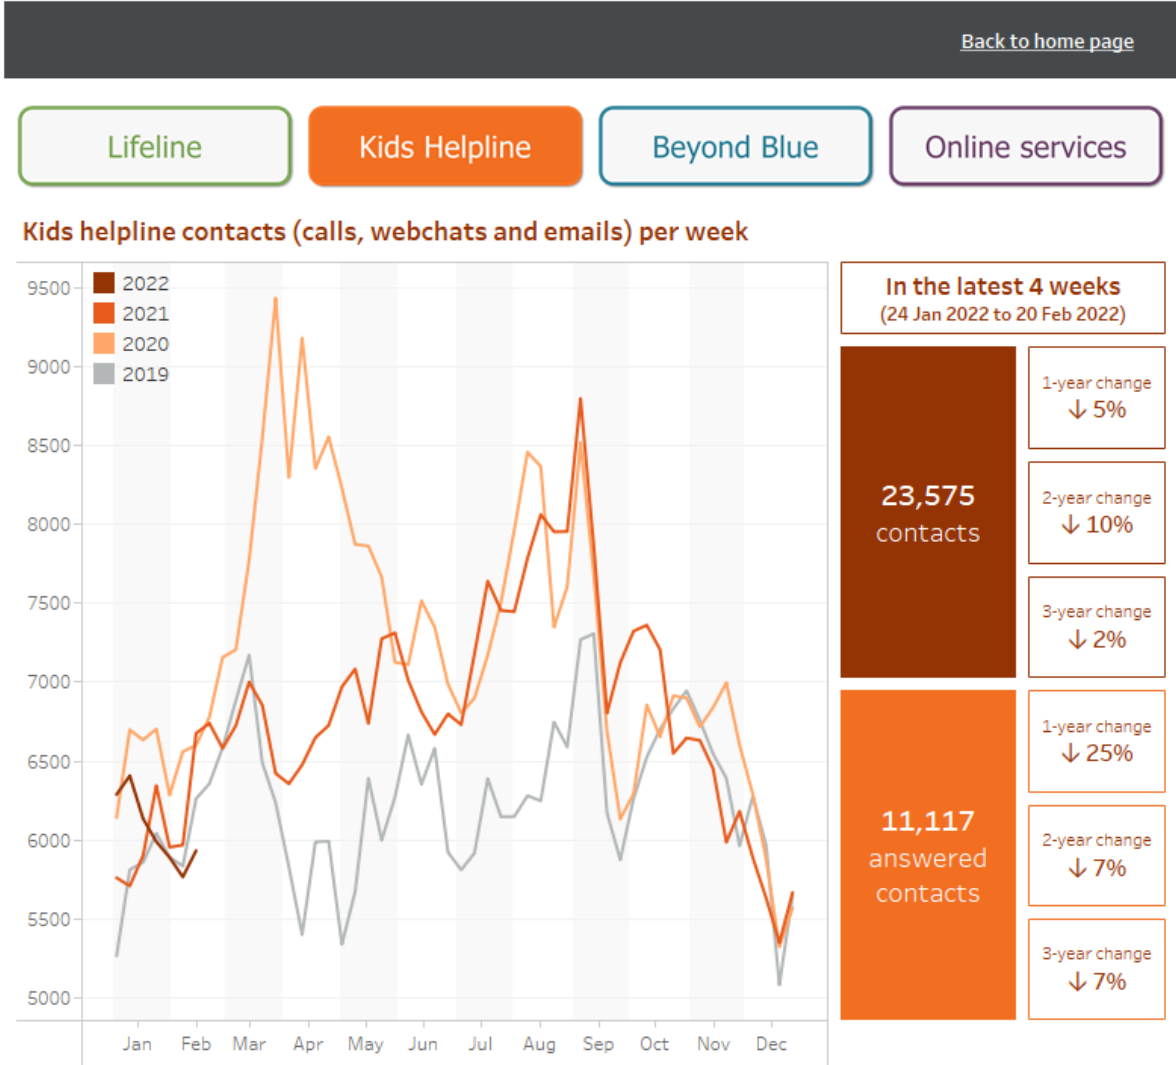 Back to home page
Lifeline
Kids Helpline
Beyond Blue
Online services
Kids helpline contacts (calls, webchats and emails) per week
2022
2021
2020
2019
9500
9000
8500
8000
7500
7000
6500
6000
5500
5000
Jan Feb Mar Apr May Jun Jul Aug Sep Oct Nov Dec
In the latest 4 weeks
(24 Jan 2022 to 20 Feb 2022)
23,575
contacts
1-year change
↓ 5%
2-year change
↓ 10%
3-year change
↓ 2%
11,117
answered
contacts
1-year change
↓ 25%
2-year change
↓ 7%
3-year change
↓ 7%